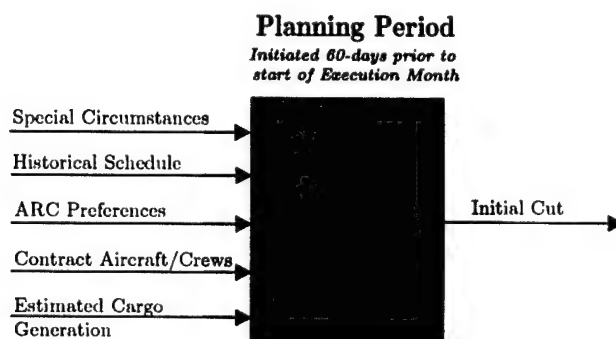 Planning Period
Initiated 60-days prior to
start of Execution Month
Special Circumstances
Historical Schedule
ARC Preferences
Initial Cut
Contract Aircraft/Crews
Estimated Cargo
Generation